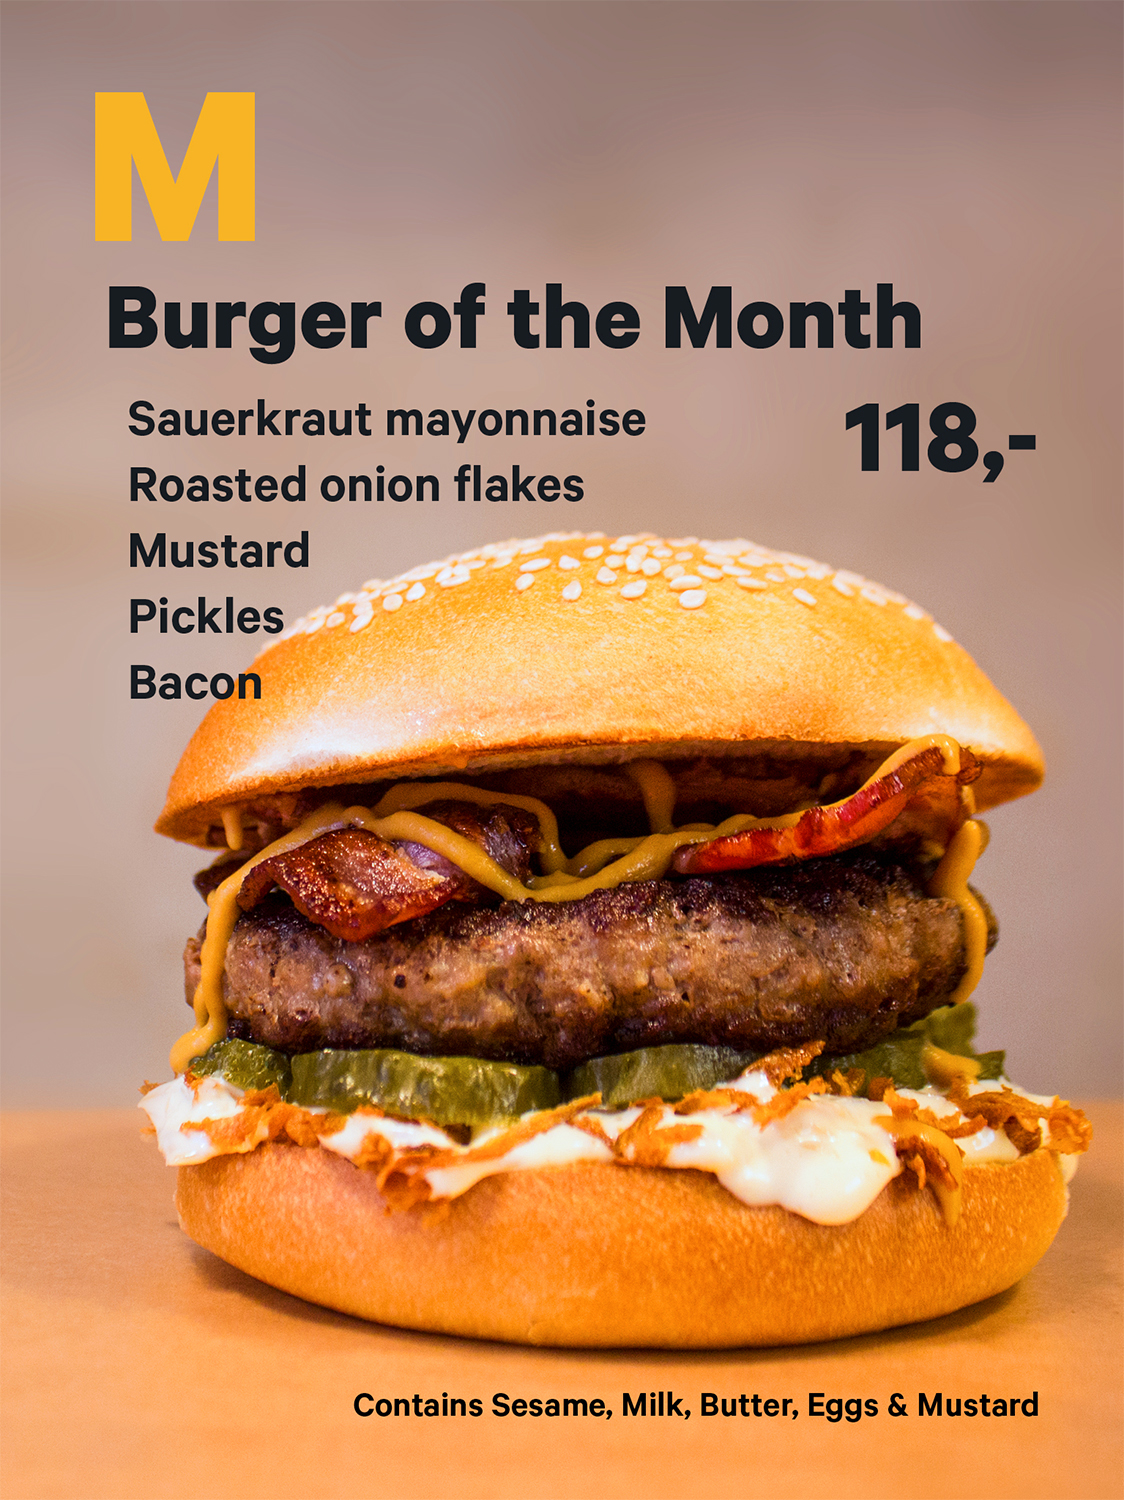 M
Burger of the Month
Sauerkraut mayonnaise
118,-
Roasted onion flakes
Mustard
Pickles
Bacon
Contains Sesame, Milk, Butter, Eggs & Mustard